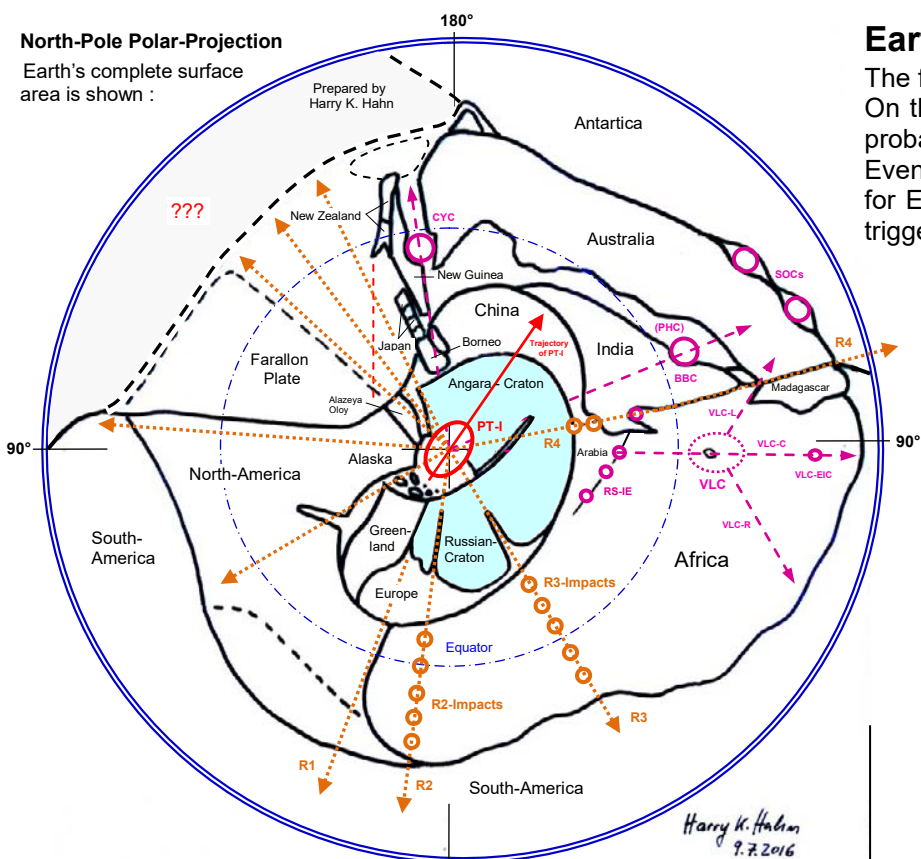 180°
North-Pole Polar-Projection
Earth's complete surface
area is shown :
Prepared by
Harry K. Hahn
Ear
The f
On th
proba
Even
for E
trigge
Antartica
???
New Zealand
CYC
Australia
SOCs
New Guinea
China
(PHC)
Japan
Borneo
Trajectory
of PT-I
India
BBC
R4
Farallon
Plate
Angara - Craton
Madagascar
Alazeya
Oloy
VLC-L
PT-I
90°
R4
Arabia
VLC-C
90°
Alaska
North-America
VLC
VLC-EIC
RS-IE
VLC-R
Green-
land
Russian-
Craton
South-
America
Africa
R3-Impacts
Europe
Equator
R2-Impacts
R3
R1
R2
South-America
Harry K. Hahn
9.7.2016